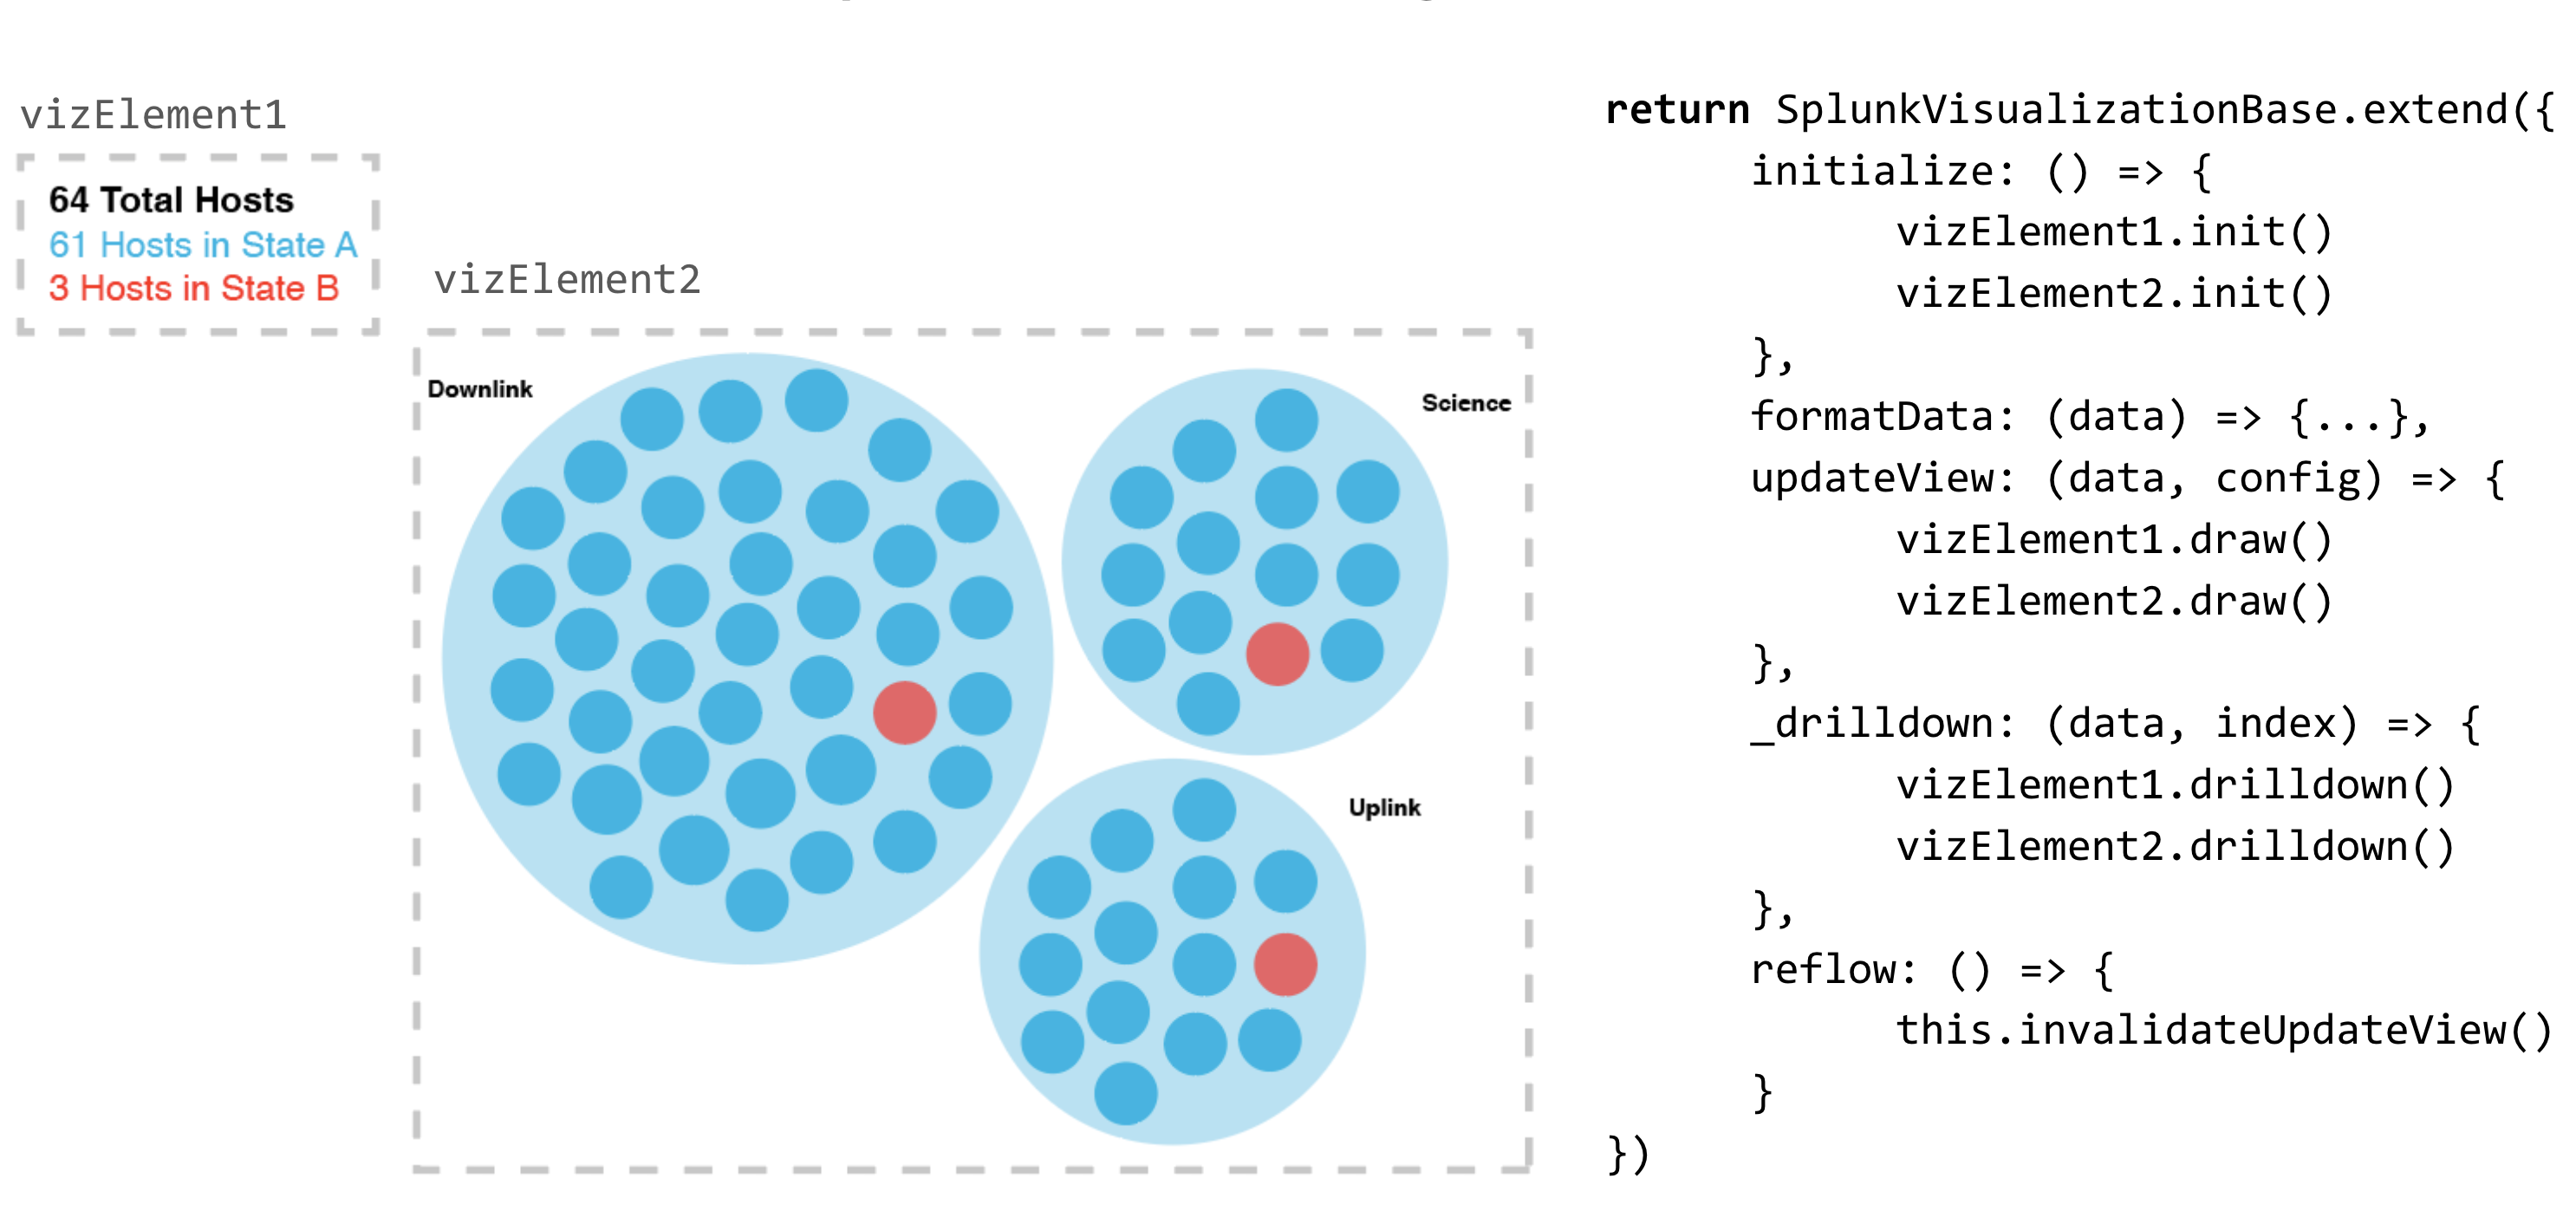 vizElement1
64 Total Hosts
61 Hosts in State A
3 Hosts in State B
vizElement2
Downlink
Science
Uplink
return SplunkVisualizationBase.extend({
initialize: () => {
vizElement1.init()
vizElement2.init()
},
formatData: (data) => {...},
updateView: (data, config) => {
vizElement1.draw()
vizElement2.draw()
},
_drilldown: (data, index) => {
vizElement1.drilldown()
vizElement2.drilldown()
},
reflow: () => {
this.invalidateUpdateView()
}
})